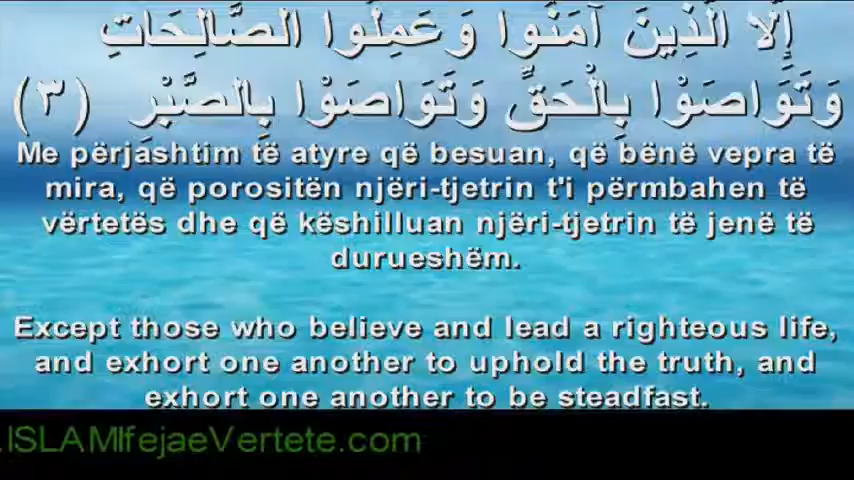 إِلَّا الَّذِينَ آمَنُوا وَعَمِلُوا الصَّالِحَاتِ
وَتَوَاصَوْا بِالْحَقِّ وَتَوَاصَوْا بِالصَّبْرِ (٣)
Me përjashtim të atyre që besuan, që bënë vepra të
mira, që porositën njëri-tjetrin t'i përmbahen të
vërtetës dhe që këshilluan njëri-tjetrin të jenë të
durueshëm.
Except those who believe and lead a righteous life,
and exhort one another to uphold the truth, and
exhort one another to be steadfast.
.ISLAMIfejaeVertete.com